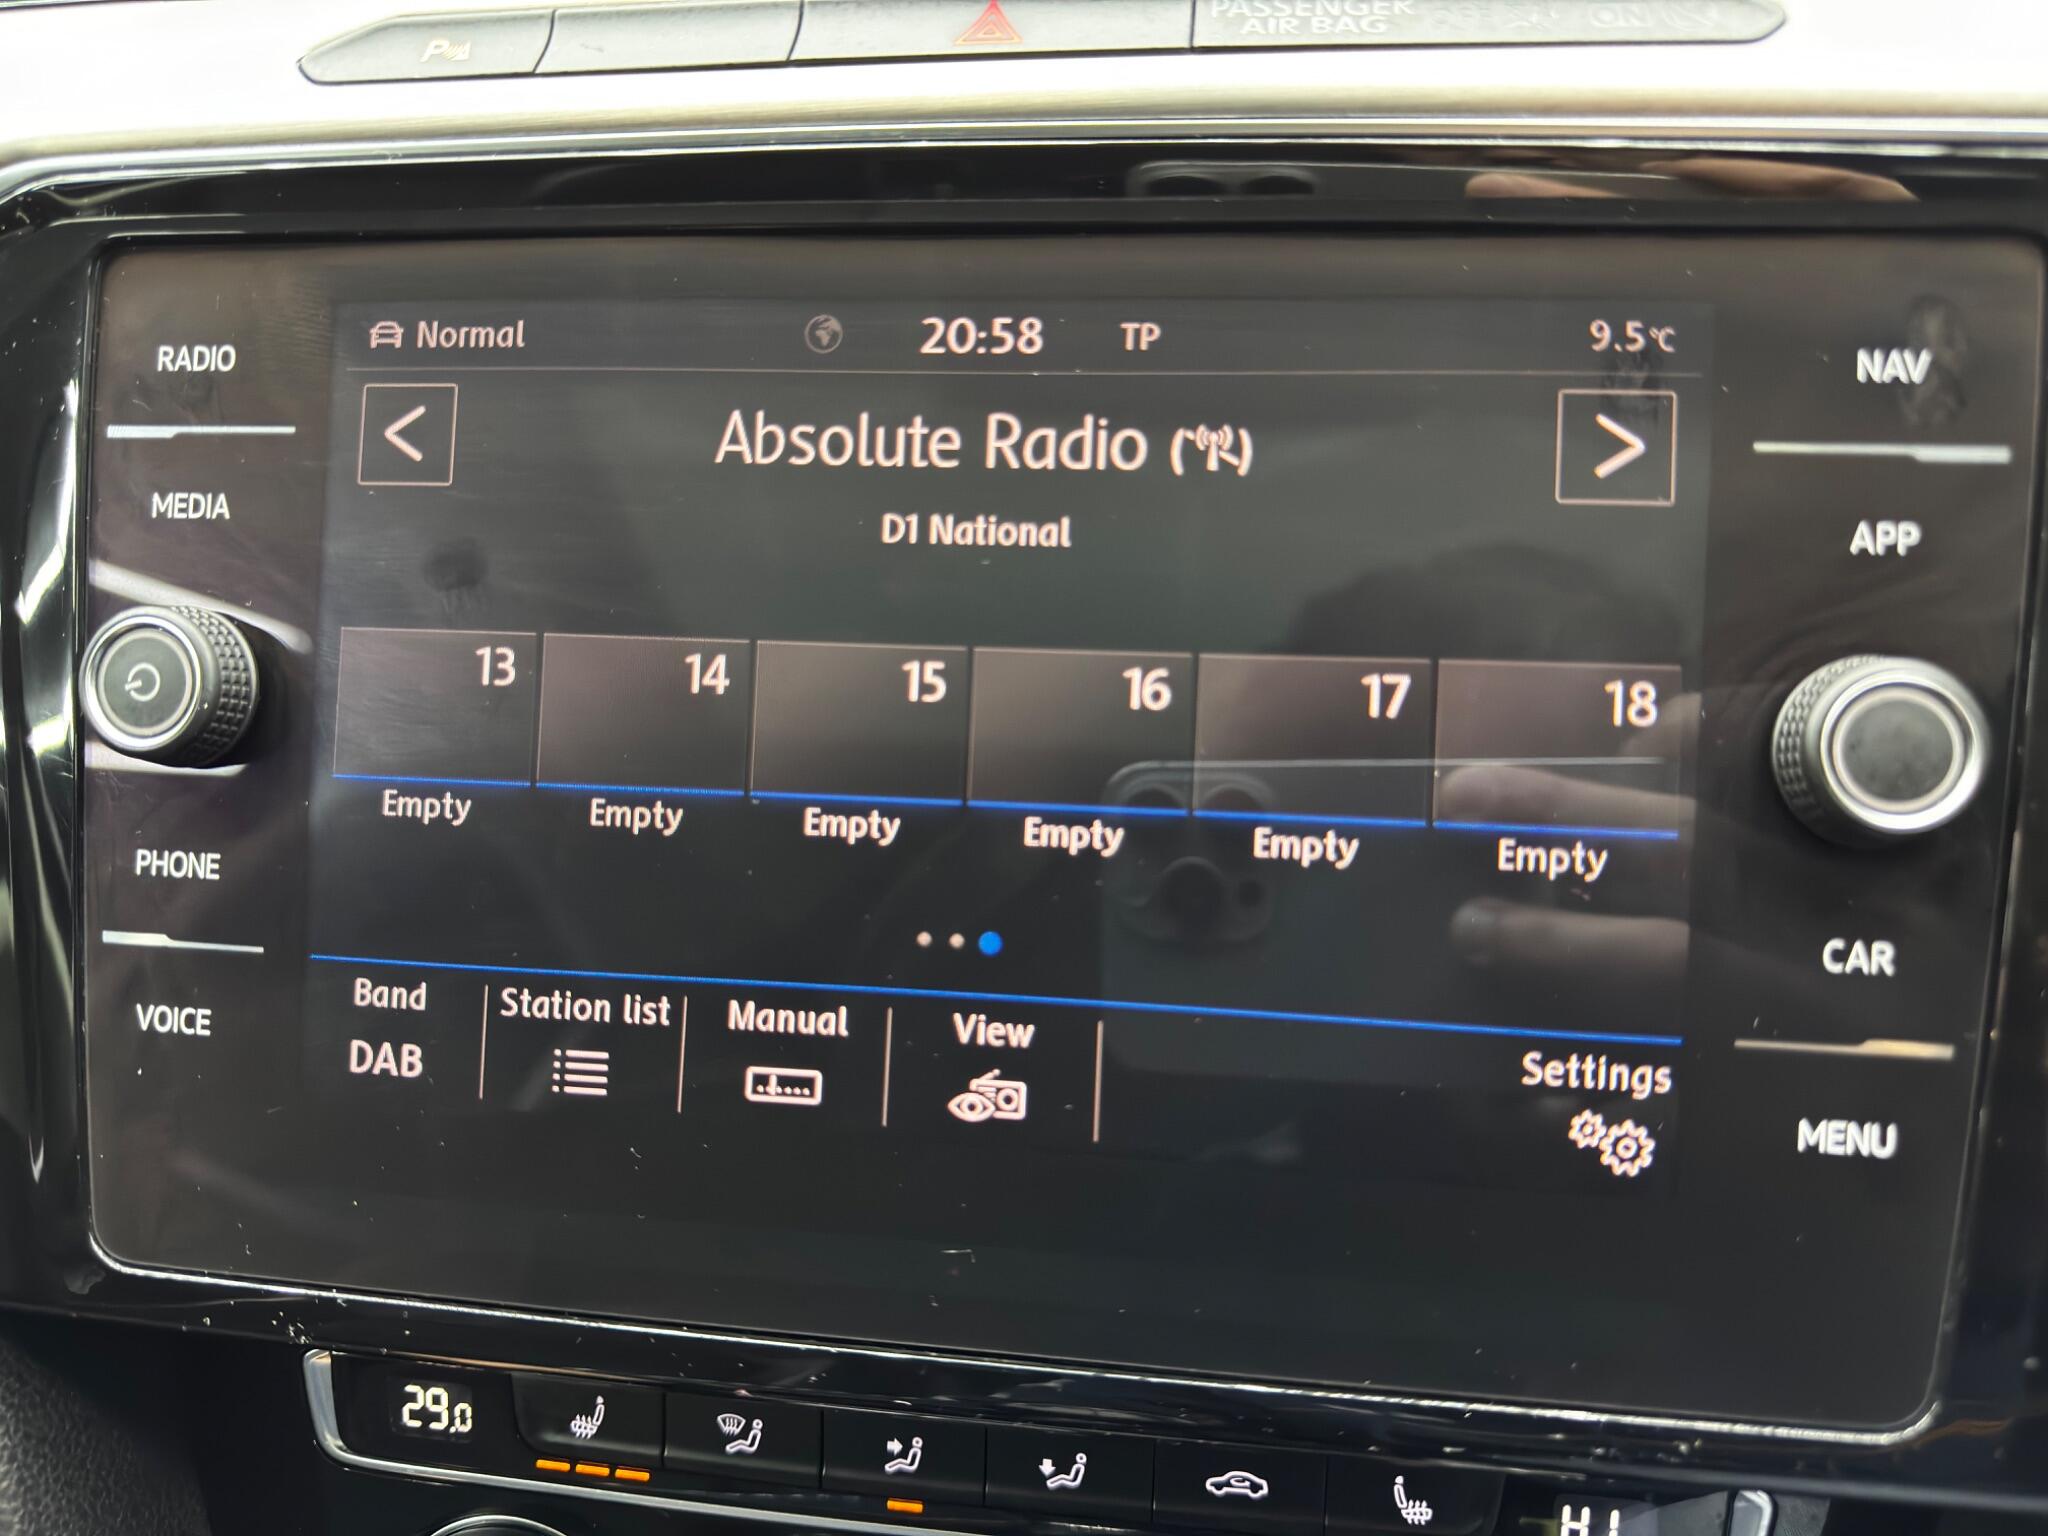 PASSENGER
AIR BAG
ON
P
Normal
20:58
TP
9.5°C
RADIO
NAV
Absolute Radio
D1 National
MEDIA
APP
13
14
15
16
17
18
Empty
Empty
Empty
Empty
Empty
Empty
PHONE
CAR
Band
Station list
Manual
View
DAB
Settings
VOICE
MENU
29.0
HI